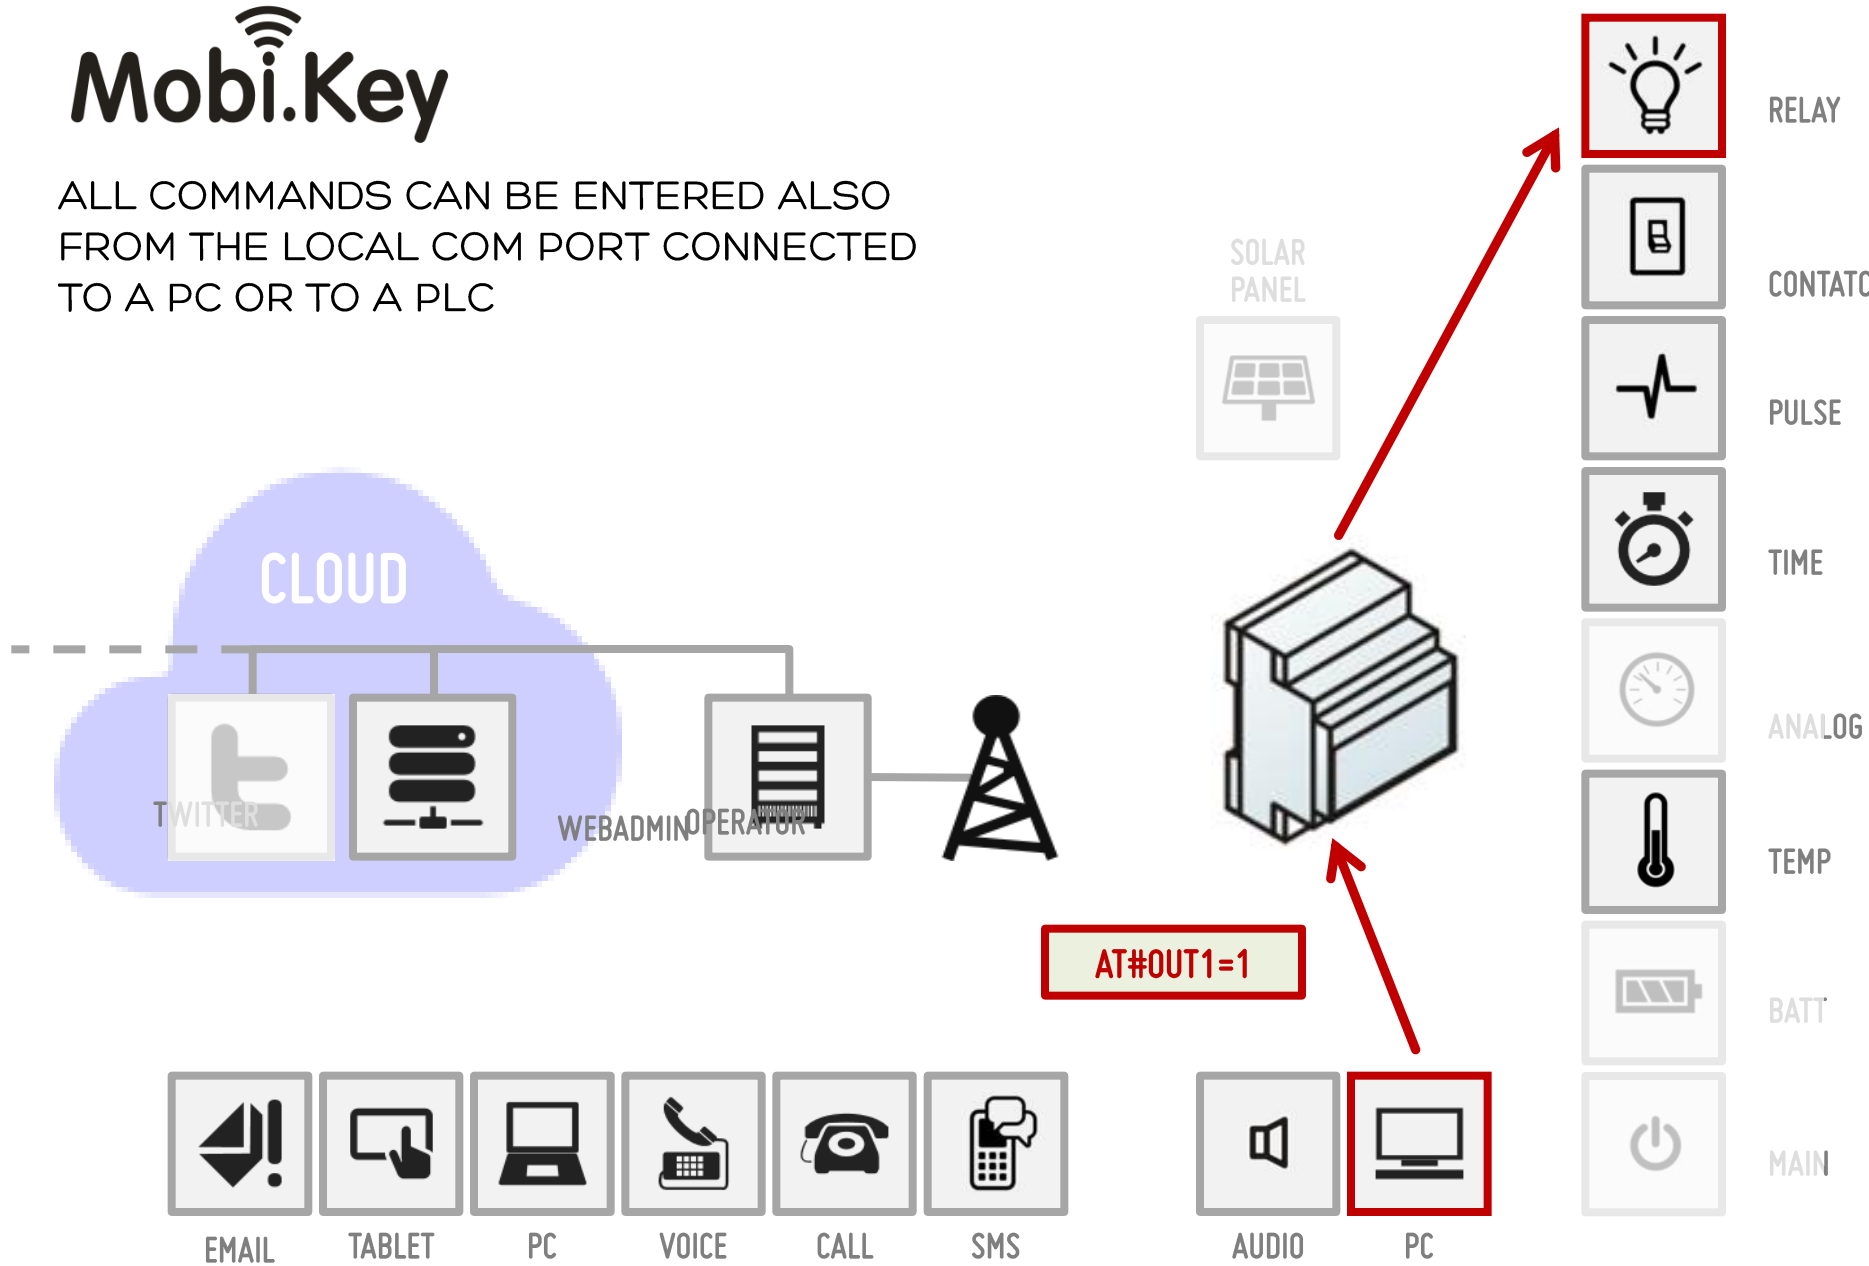 Mobi.Key
ALL COMMANDS CAN BE ENTERED ALSO
FROM THE LOCAL COM PORT CONNECTED
TO A PC OR TO A PLC
RELAY
SOLAR
PANEL
CONTATC
PULSE
CLOUD
TIME
ANALOG
TWITTER
WEBADMIN
OPERATOR
TEMP
AT#OUT1=1
BATT
MAIN
EMAIL
TABLET
PC
VOICE
CALL
SMS
AUDIO
PC